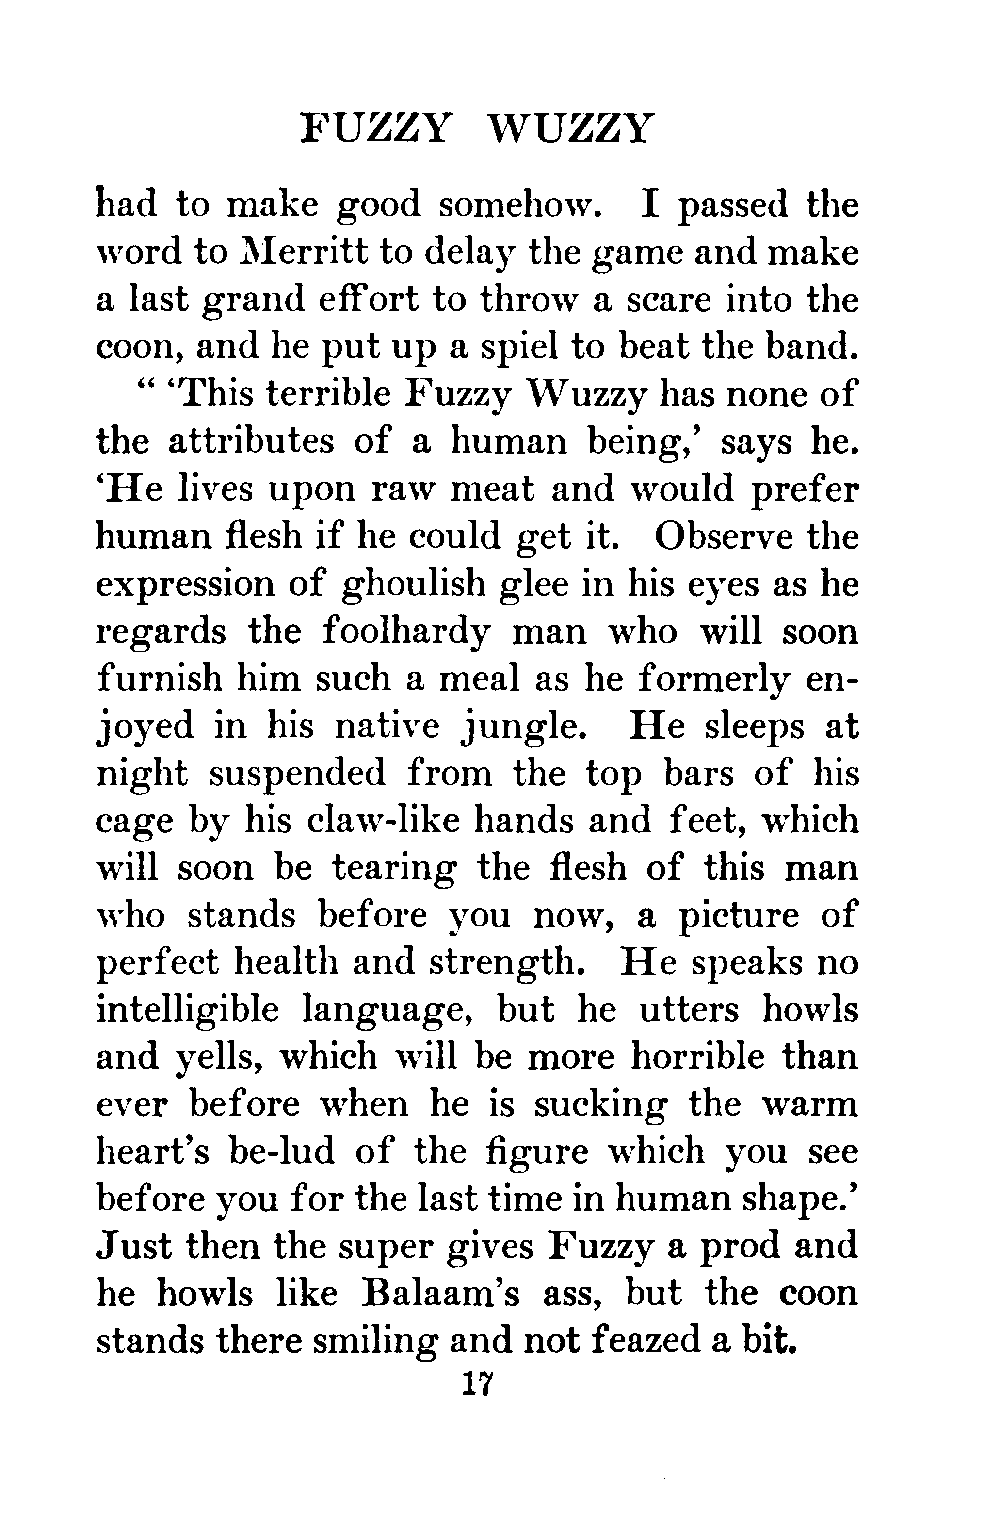 FUZZY WUZZY
had to make good somehow. I passed the
word to Merritt to delay the game and make
a last grand effort to throw a scare into the
coon, and he put up a spiel to beat the band.
“ ‘This terrible Fuzzy Wuzzy has none of
the attributes of a human being,’ says he.
‘He lives upon raw meat and would prefer
human flesh if he could get it. Observe the
expression of ghoulish glee in his eyes as he
regards the foolhardy man who will soon
furnish him such a meal as he formerly en-
joyed in his native jungle. He sleeps at
night suspended from the top bars of his
cage by his claw-like hands and feet, which
will soon be tearing the flesh of this man
who stands before you now, a picture of
perfect health and strength. He speaks no
intelligible language, but he utters howls
and yells, which will be more horrible than
ever before when he is sucking the warm
heart’s be-lud of the figure which you see
before you for the last time in human shape.’
Just then the super gives Fuzzy a prod and
he howls like Balaam’s ass, but the coon
stands there smiling and not feazed a bit.
17